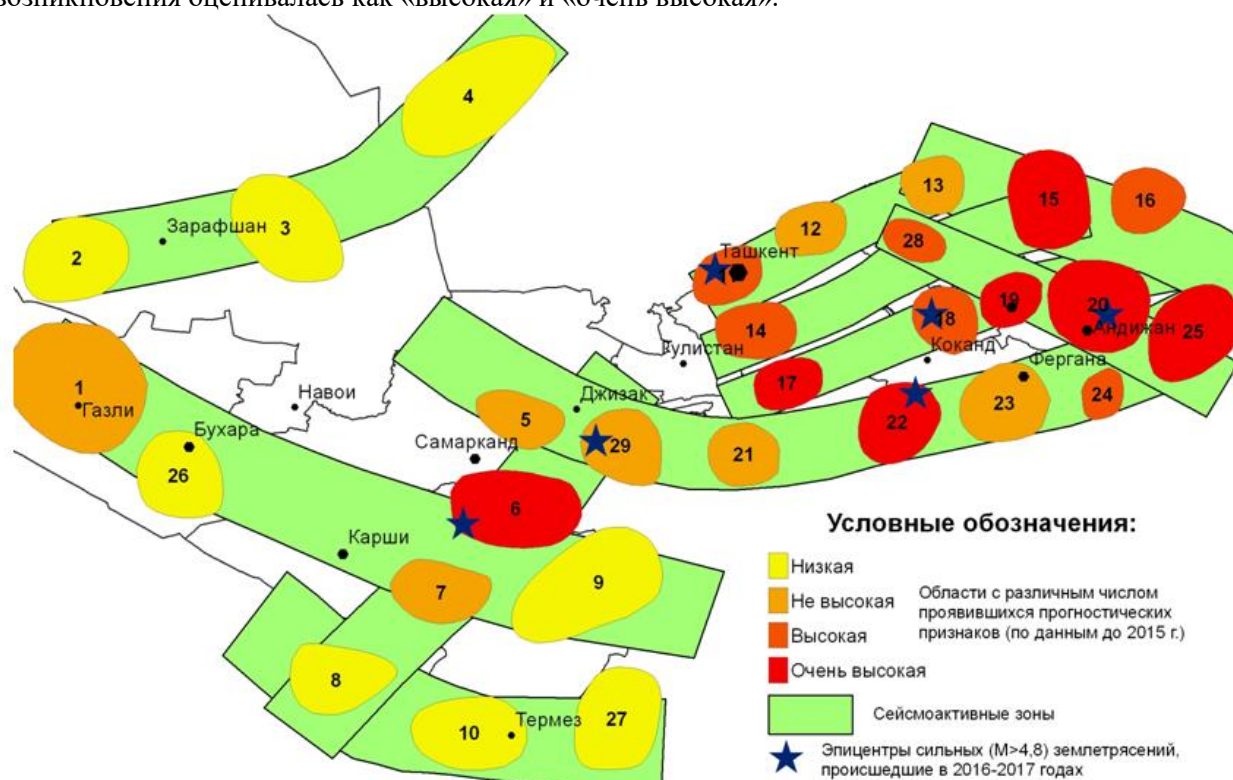 возникновения оценивалась как «высокая» и «очень высокая».
4
13
15
16
12
Зарафшан
3
28
2
Ташкент
19
20
18
14
Андижан
25
Гулистан
Коканд
Фергана
1
Навои
Джизак
17
24
Газли
5
22
23
Бухара
Самарканд
29
21
26
6
Карши
9
7
8
10
Термез
27
Условные обозначения:
Низкая
Не высокая
Высокая
Очень высокая
Области с различным числом
проявившихся прогностических
признаков (по данным до 2015 г.)
Сейсмоактивные зоны
Эпицентры сильных (М>4,8) землетрясений,
происшедшие в 2016-2017 годах